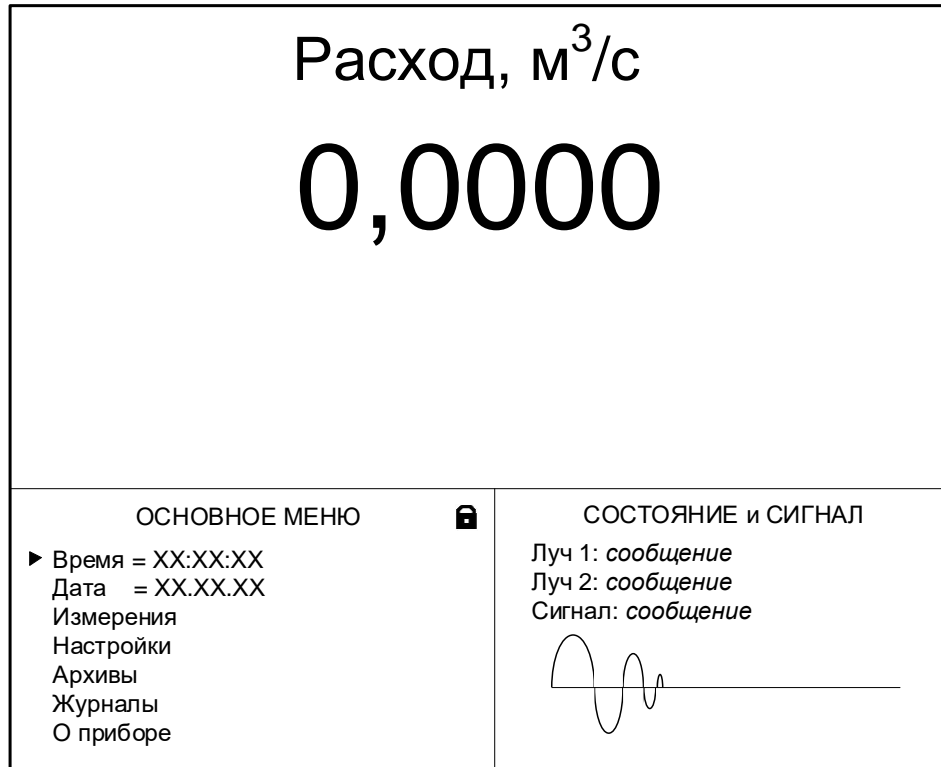 Расход, м³/с
0,0000
ОСНОВНОЕ МЕНЮ
Время = XX:XX:XX
Дата = XX.XX.XX
Измерения
Настройки
Архивы
Журналы
О приборе
СОСТОЯНИЕ и СИГНАЛ
Луч 1: сообщение
Луч 2: сообщение
Сигнал: сообщение